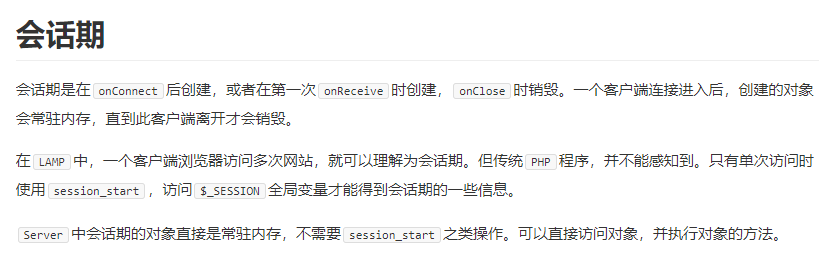 会话期
会话期是在 onConnect 后创建，或者在第一次 onReceive 时创建， onClose 时销毁。一个客户端连接进入后，创建的对象
会常驻内存，直到此客户端离开才会销毁。
在 LAMP 中，一个客户端浏览器访问多次网站，就可以理解为会话期。但传统 PHP 程序，并不能感知到。只有单次访问时
使用 session_start ，访问 $_SESSION 全局变量才能得到会话期的一些信息。
Server 中会话期的对象直接是常驻内存，不需要 session_start 之类操作。可以直接访问对象，并执行对象的方法。